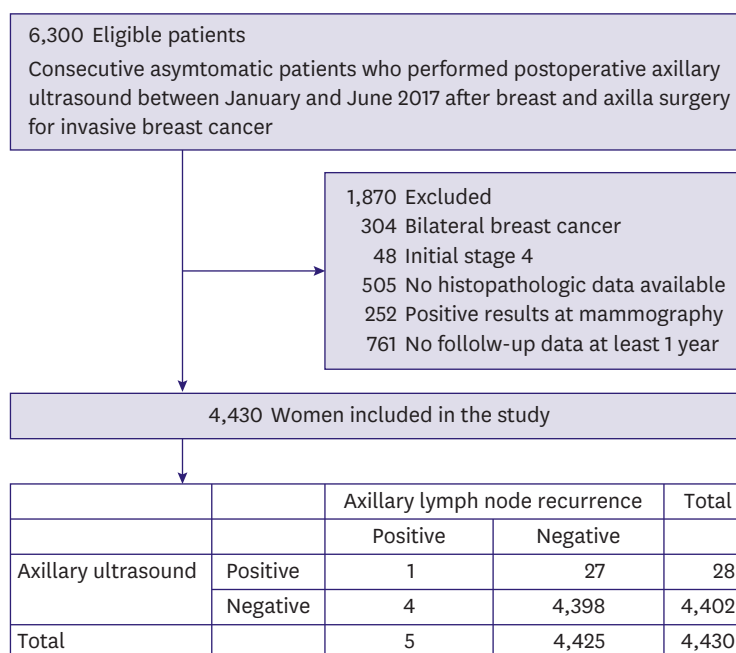 6,300 Eligible patients
Consecutive asymtomatic patients who performed postoperative axillary
ultrasound between January and June 2017 after breast and axilla surgery
for invasive breast cancer
1,870 Excluded
304 Bilateral breast cancer
48 Initial stage 4
505 No histopathologic data available
252 Positive results at mammography
761 No follolw-up data at least 1 year
4,430 Women included in the study
Axillary lymph node recurrence Total
Positive Negative
Axillary ultrasound Positive 1 27 28
Negative 4 4,398 4,402
Total 5 4,425 4,430